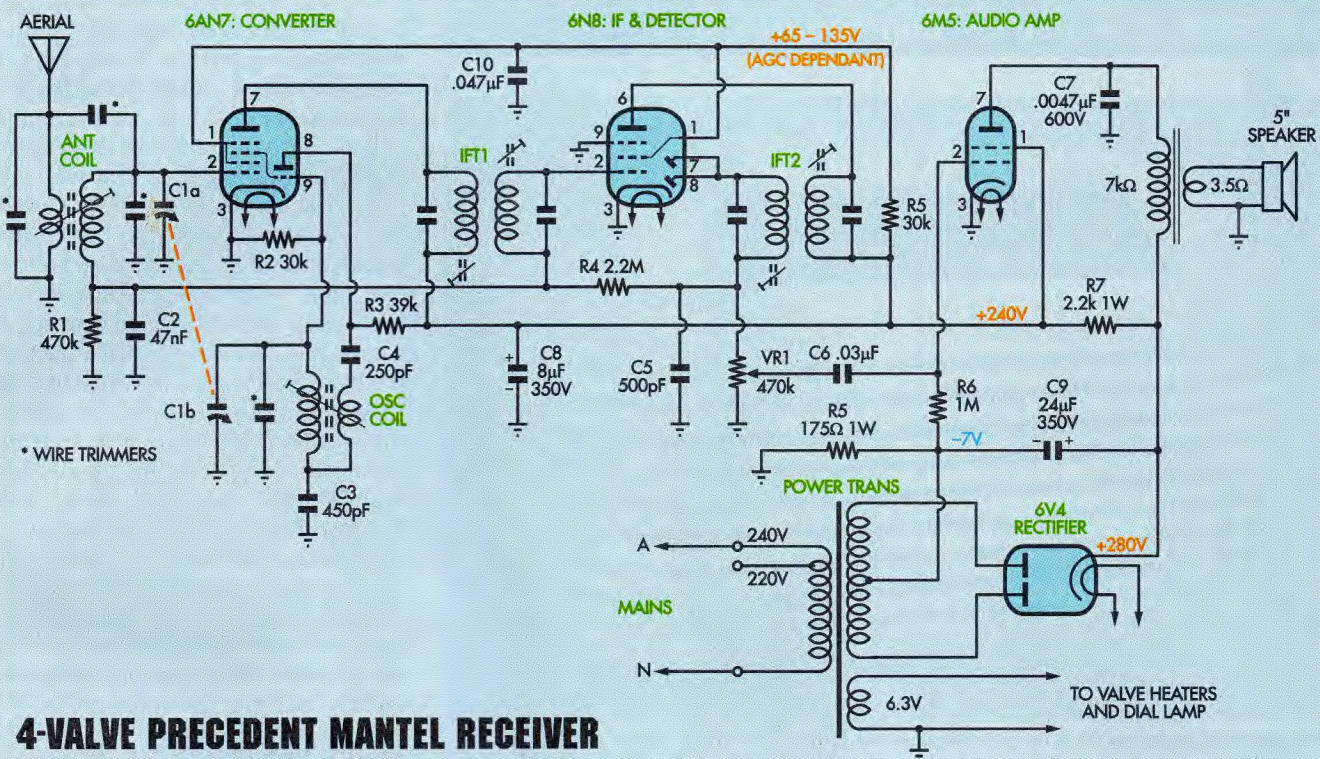 AERIAL
6AN7: CONVERTER
6N8: IF & DETECTOR
6M5: AUDIO AMP
+65 – 135V
(AGC DEPENDANT)
C10
.047µF
C7
.0047µF
600V
5"
SPEAKER
*
ANT
COIL
7
1
2
8
9
3
C1a
*
*
IFT1
6
9
2
1
7
8
3
IFT2
R5
30k
7
2
1
3
7kΩ
3.5Ω
R2 30k
R4 2.2M
R1
470k
C2
47nF
R3 39k
+240V
R7
2.2k 1W
C4
250pF
+
–
C8
8µF
350V
C5
500pF
VR1
470k
C6 .03µF
R6
1M
C9
24µF
350V
C1b
*
OSC
COIL
R5
175Ω 1W
–7V
–
+
* WIRE TRIMMERS
C3
450pF
POWER TRANS
6V4
RECTIFIER
+280V
A
240V
220V
MAINS
N
6.3V
TO VALVE HEATERS
AND DIAL LAMP
4-VALVE PRECEDENT MANTEL RECEIVER